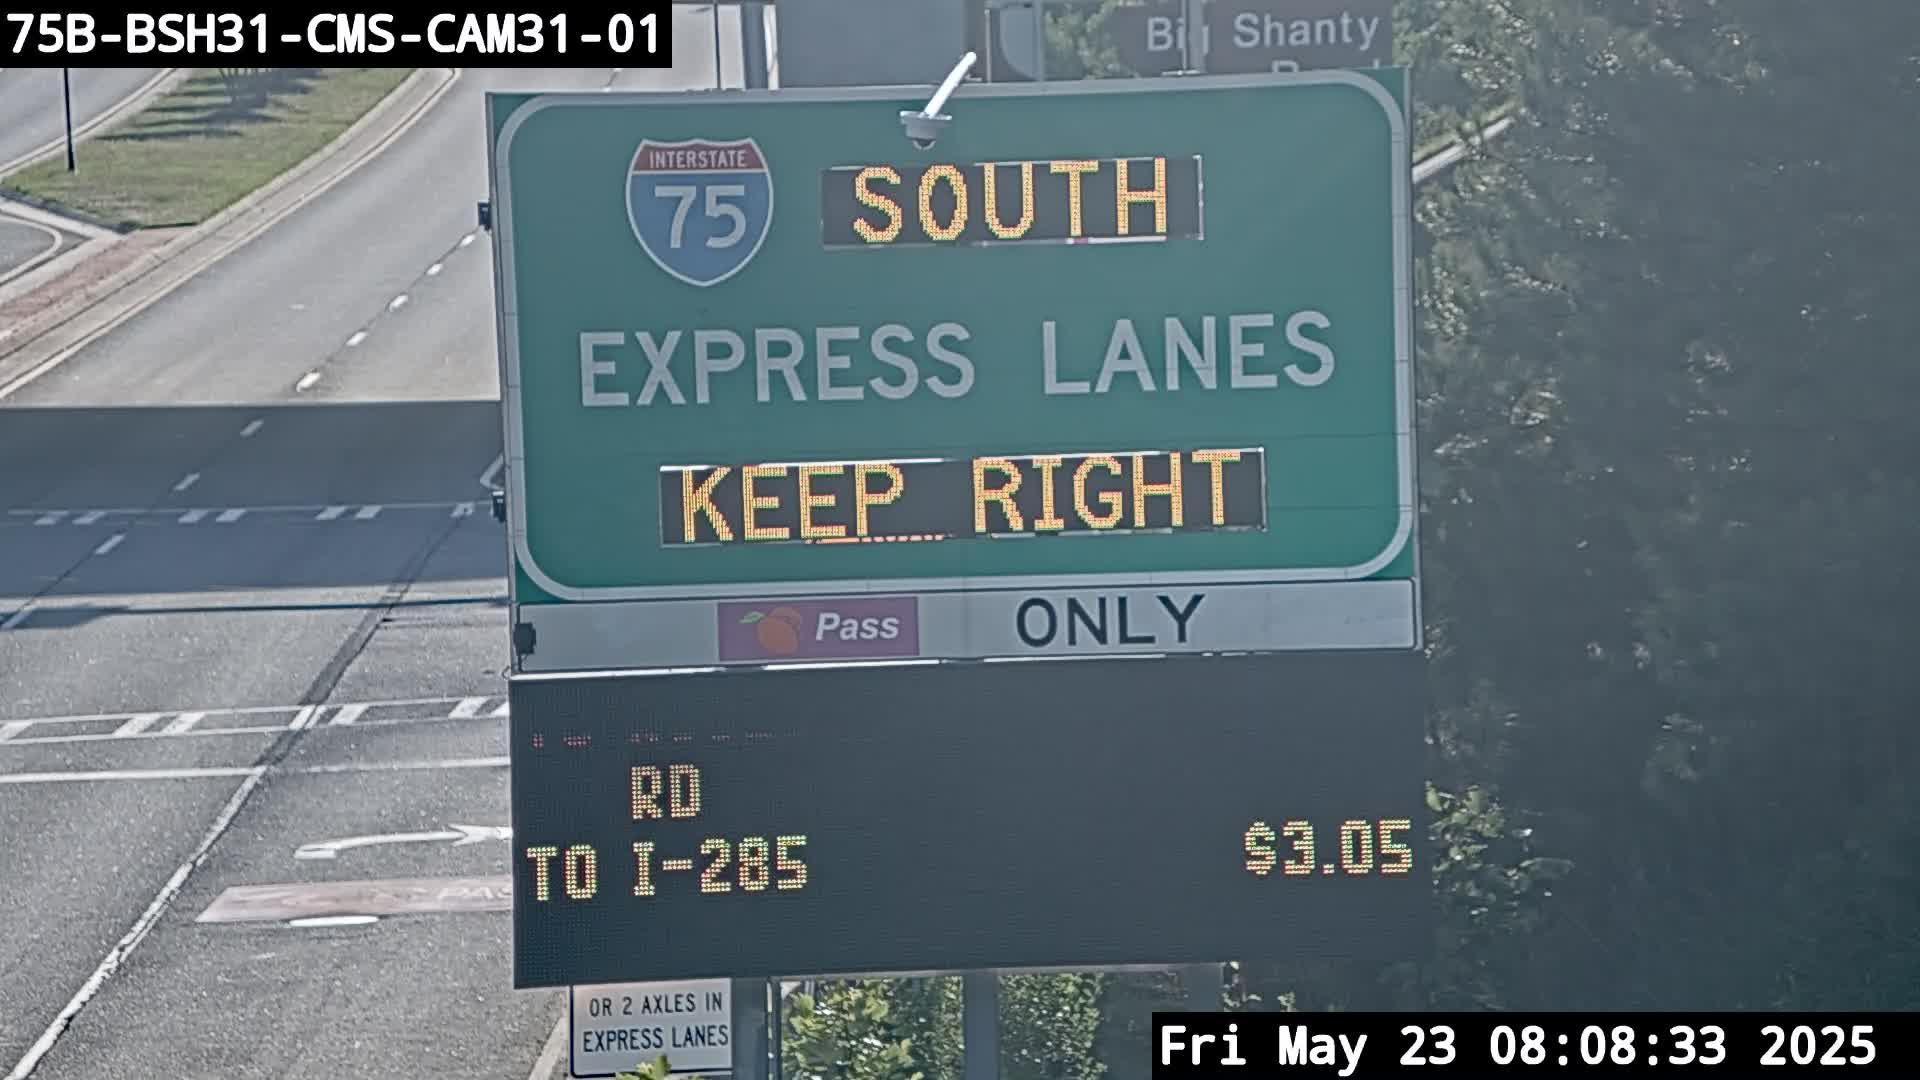 75B-BSH31-CMS-CAM31-01
Big Shanty
INTERSTATE
75
SOUTH
EXPRESS LANES
KEEP RIGHT
Pass ONLY
RD
TO I-285 $3.05
OR 2 AXLES IN
EXPRESS LANES
Fri May 23 08:08:33 2025